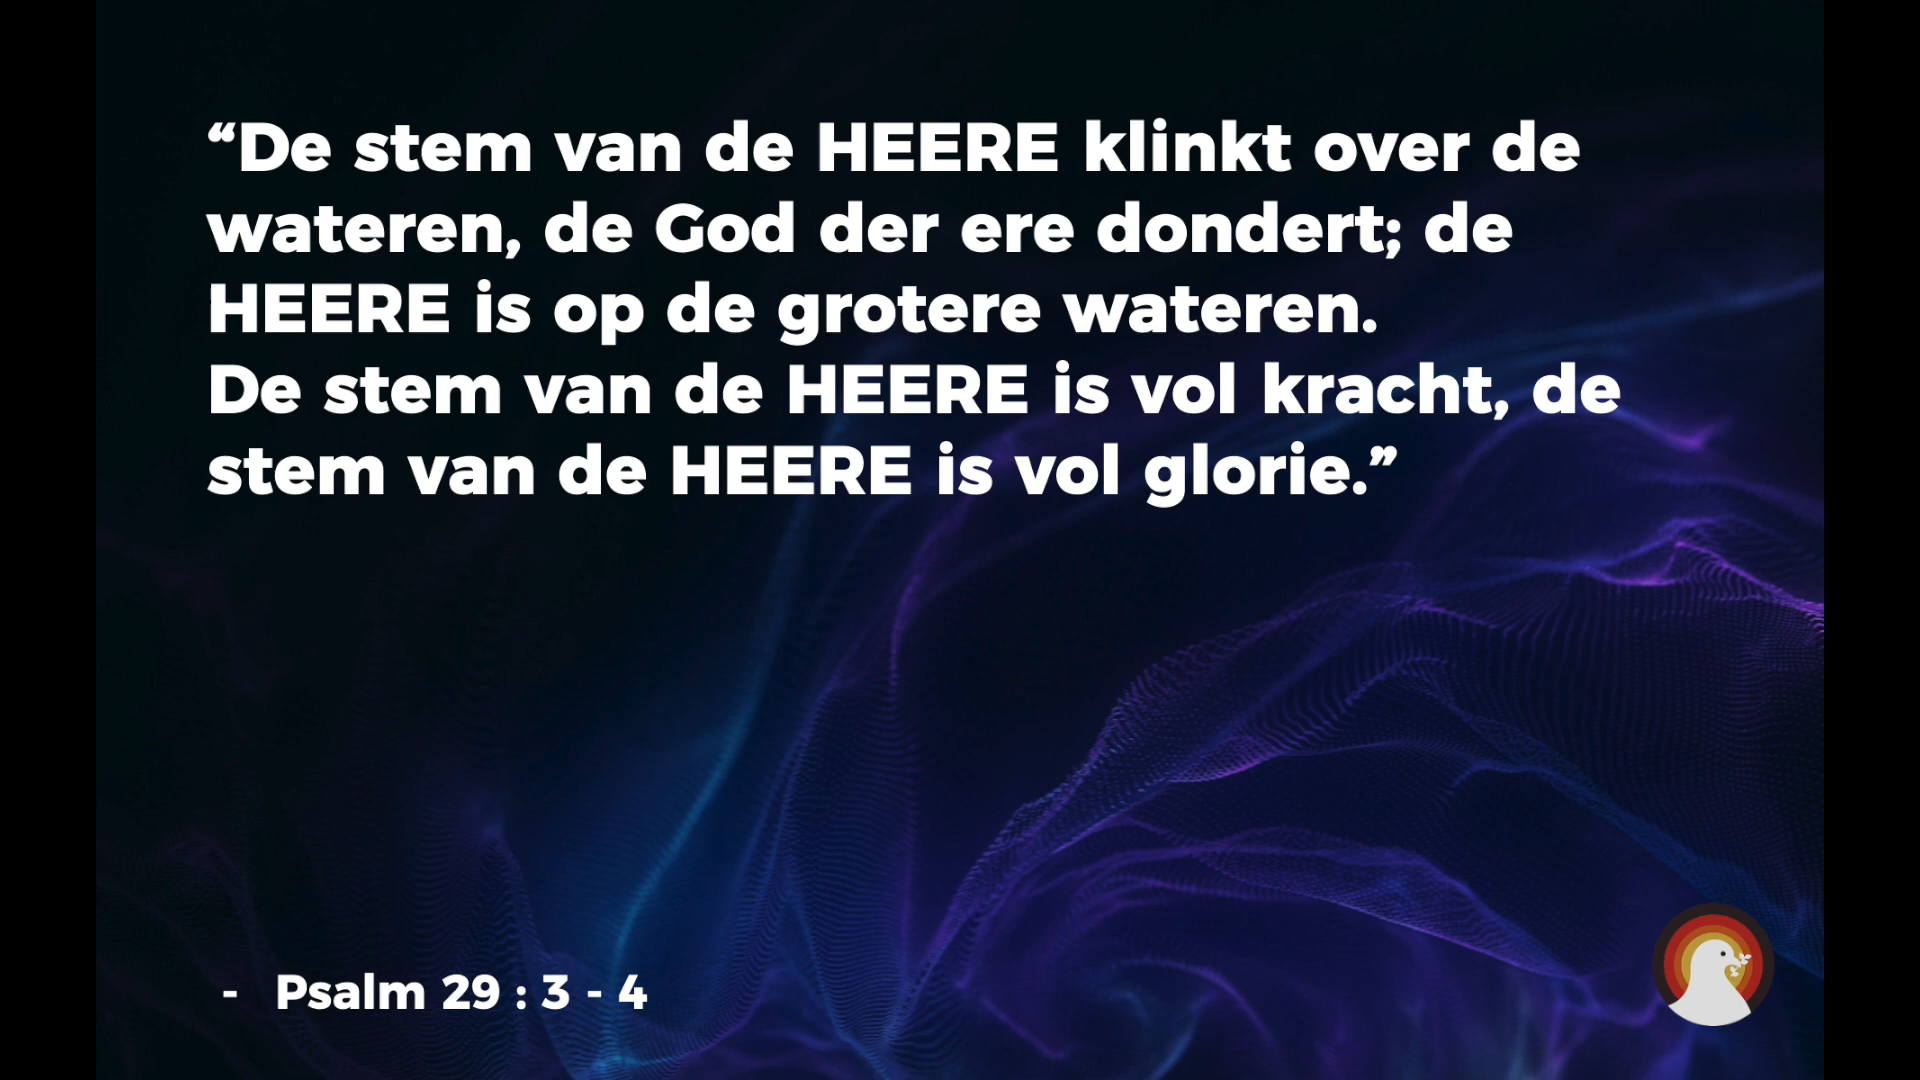 “De stem van de HEERE klinkt over de
wateren, de God der ere dondert; de
HEERE is op de grotere wateren.
De stem van de HEERE is vol kracht, de
stem van de HEERE is vol glorie.”
- Psalm 29 : 3 - 4